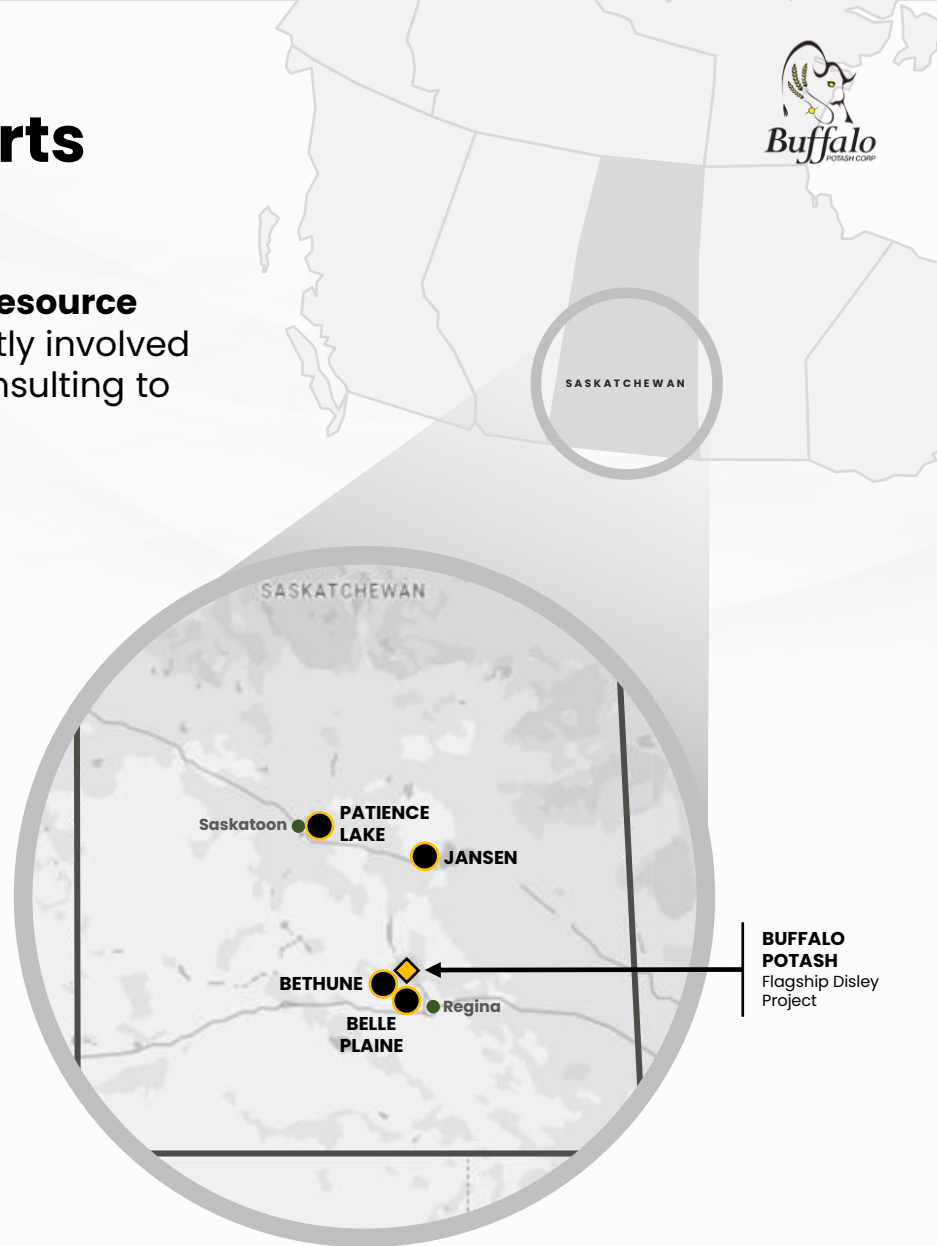 rts
Buffalo
POTASH CORP
esource
tly involved
nsulting to
SASKATCHEWAN
SASKATCHEWAN
Saskatoon
PATIENCE
LAKE
JANSEN
BUFFALO
POTASH
Flagship Disley
Project
BETHUNE
Regina
BELLE
PLAINE